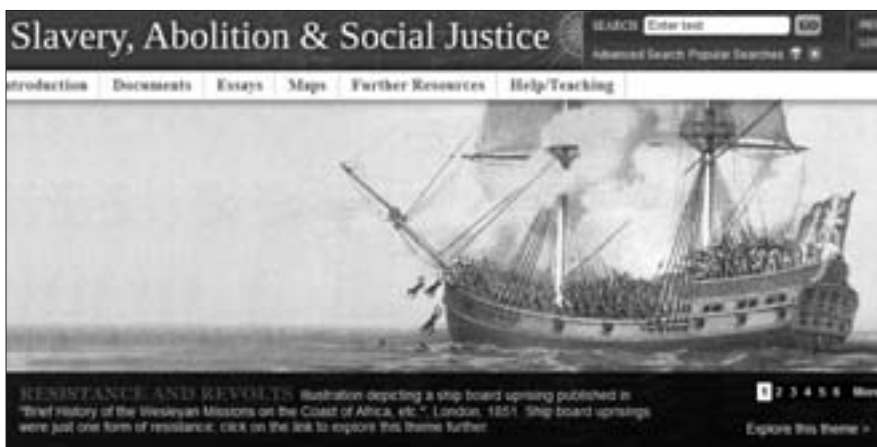 Slavery, Abolition & Social Justice
SEARCH Enter text GO
Advanced Search Popular Searches
ntroduction Documents Essays Maps Further Resources Help/Teaching
RESISTANCE AND REVOLTS Illustration depicting a ship board uprising published in
"Brief History of the Wesleyan Missions on the Coast of Africa, etc.". London, 1851. Ship board uprisings
were just one form of resistance, click on the link to explore this theme further.
1 2 3 4 5 6 More
Explore this theme >